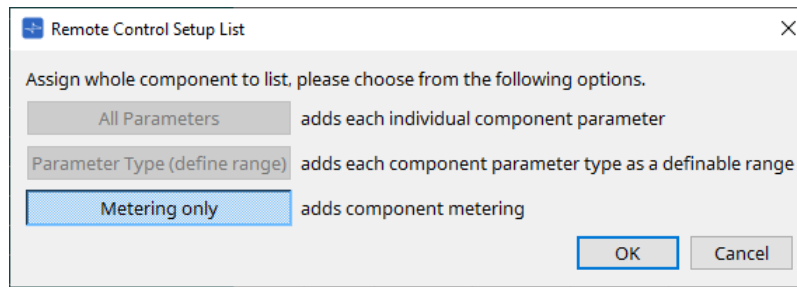 Remote Control Setup List
Assign whole component to list, please choose from the following options.
All Parameters adds each individual component parameter
Parameter Type (define range) adds each component parameter type as a definable range
Metering only adds component metering
OK Cancel